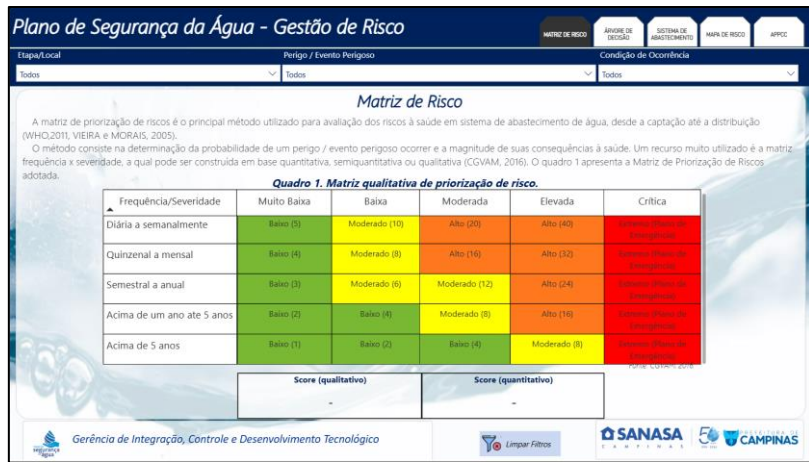 Plano de Segurança da Água - Gestão de Risco
MATRIZ DE RISCO
ÁRVORE DE
DECISÃO
SISTEMA DE
ABASTECIMENTO
MAPA DE RISCO
APPCC
Etapa/Local
Perigo / Evento Perigoso
Condição de Ocorrência
Todos
Todos
Todos
Matriz de Risco
A matriz de priorização de riscos é o principal método utilizado para avaliação dos riscos à saúde em sistema de abastecimento de água, desde a captação até a distribuição
(WHO,2011, VIEIRA e MORAIS, 2005).
O método consiste na determinação da probabilidade de um perigo / evento perigoso ocorrer e a magnitude de suas consequências à saúde. Um recurso muito utilizado é a matriz
frequência x severidade, a qual pode ser construída em base quantitativa, semiquantitativa ou qualitativa (CGVAM, 2016). O quadro 1 apresenta a Matriz de Priorização de Riscos
adotada.
Quadro 1. Matriz qualitativa de priorização de risco.
Frequência/Severidade Muito Baixa Baixa Moderada Elevada Crítica
Diária a semanalmente Baixo (5) Moderado (10) Alto (20) Alto (40) Extremo (Plano de
Emergência)
Quinzenal a mensal Baixo (4) Moderado (8) Alto (16) Alto (32) Extremo (Plano de
Emergência)
Semestral a anual Baixo (3) Moderado (6) Moderado (12) Alto (24) Extremo (Plano de
Emergência)
Acima de um ano ate 5 anos Baixo (2) Baixo (4) Moderado (8) Alto (16) Extremo (Plano de
Emergência)
Acima de 5 anos Baixo (1) Baixo (2) Baixo (4) Moderado (8) Extremo (Plano de
Emergência)
Fonte: CGVAM, 2016
Score (qualitativo) Score (quantitativo)
- -
segurança
água
Gerência de Integração, Controle e Desenvolvimento Tecnológico
Limpar Filtros
SANASA
CAMPINAS
50
PREFEITURA DE
CAMPINAS